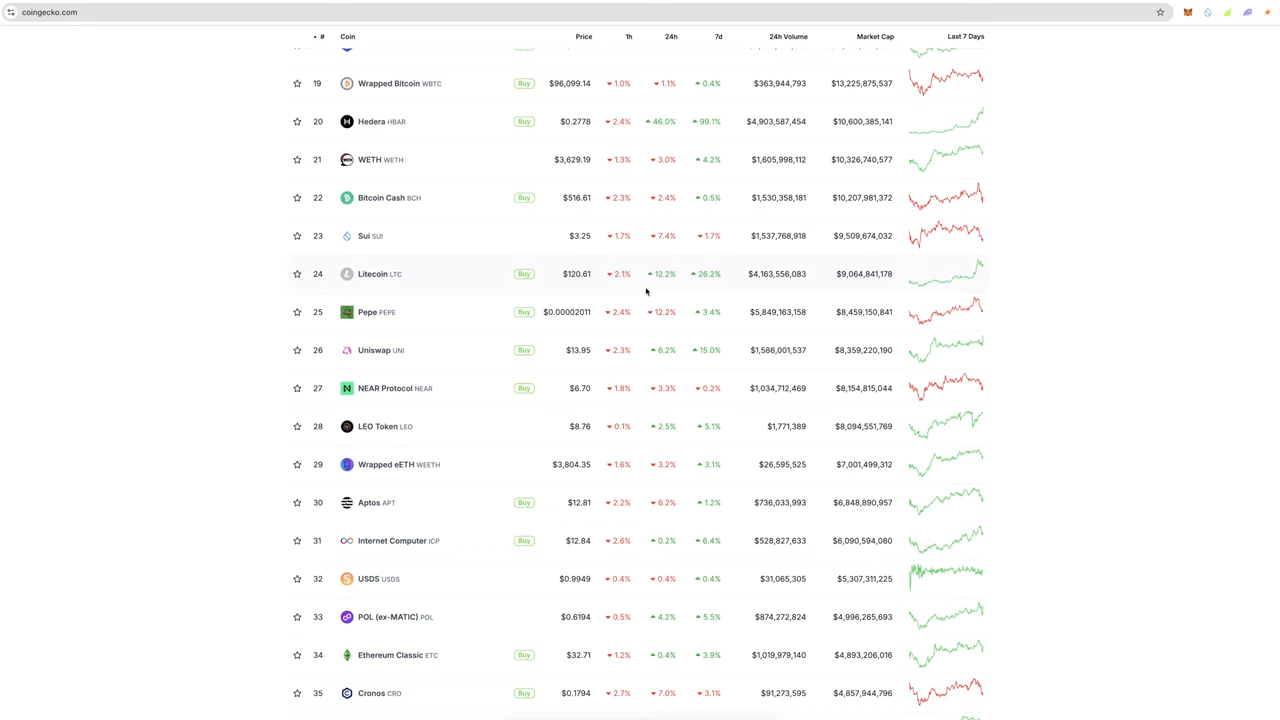 coingecko.com
# Coin Price 1h 24h 7d 24h Volume Market Cap Last 7 Days
19 Wrapped Bitcoin WBTC Buy $96,099.14 1.0% 1.1% 0.4% $363,944,793 $13,225,875,537
20 Hedera HBAR Buy $0.2778 2.4% 46.0% 99.1% $4,903,587,454 $10,600,385,141
21 WETH WETH $3,629.19 1.3% 3.0% 4.2% $1,605,998,112 $10,326,740,577
22 Bitcoin Cash BCH Buy $516.61 2.3% 2.4% 0.5% $1,530,358,181 $10,207,981,372
23 Sui SUI $3.25 1.7% 7.4% 1.7% $1,537,768,918 $9,509,674,032
24 Litecoin LTC Buy $120.61 2.1% 12.2% 26.2% $4,163,556,083 $9,064,841,178
25 Pepe PEPE Buy $0.00002011 2.4% 12.2% 3.4% $5,849,163,158 $8,459,150,841
26 Uniswap UNI Buy $13.95 2.3% 6.2% 15.0% $1,586,001,537 $8,359,220,190
27 NEAR Protocol NEAR Buy $6.70 1.8% 3.3% 0.2% $1,034,712,469 $8,154,815,044
28 LEO Token LEO $8.76 0.1% 2.5% 5.1% $1,771,389 $8,094,551,769
29 Wrapped eETH WEETH $3,804.35 1.6% 3.2% 3.1% $26,595,525 $7,001,499,312
30 Aptos APT Buy $12.81 2.2% 6.2% 1.2% $736,033,993 $6,848,890,957
31 Internet Computer ICP Buy $12.84 2.6% 0.2% 6.4% $528,827,633 $6,090,594,080
32 USDS USDS $0.9949 0.4% 0.4% 0.4% $31,065,305 $5,307,311,225
33 POL (ex-MATIC) POL $0.6194 0.5% 4.2% 5.5% $874,272,824 $4,996,265,693
34 Ethereum Classic ETC Buy $32.71 1.2% 0.4% 3.9% $1,019,979,140 $4,893,206,016
35 Cronos CRO Buy $0.1794 2.7% 7.0% 3.1% $91,273,595 $4,857,944,796